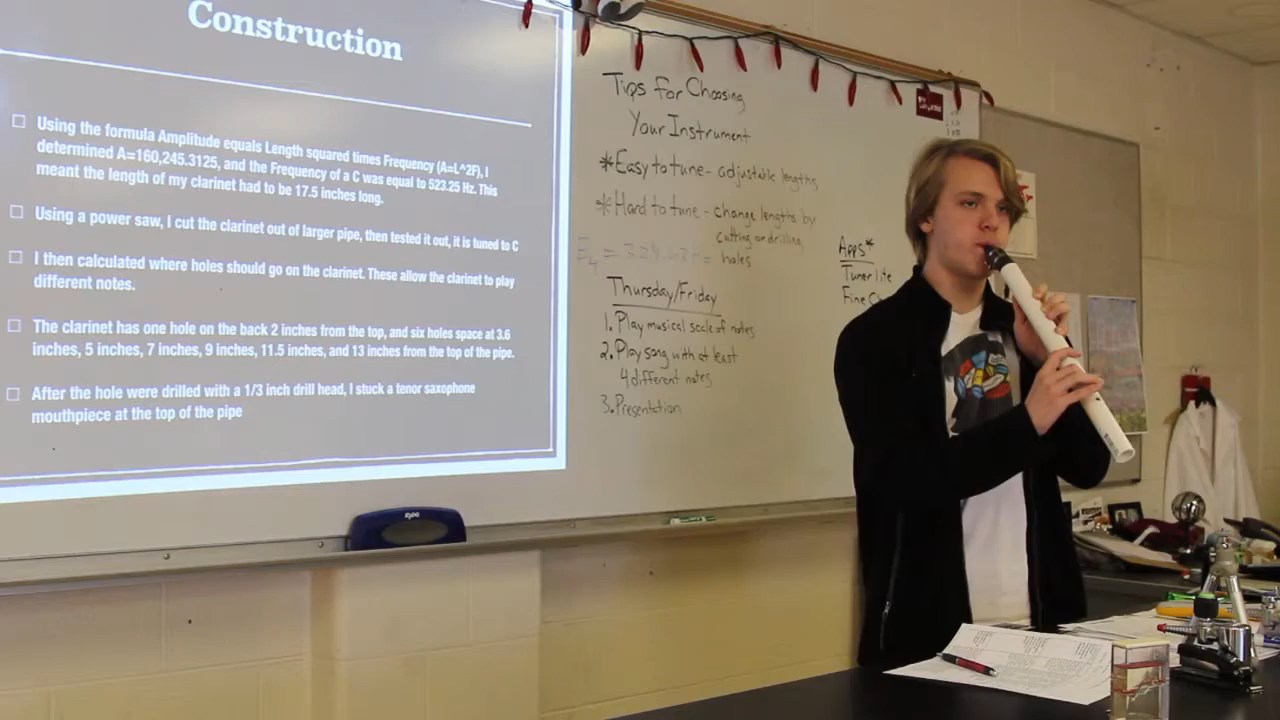 Construction
Using the formula Amplitude equals Length squared times Frequency (A=L^2F), I
determined A=160,245.3125, and the Frequency of a C was equal to 523.25 Hz. This
meant the length of my clarinet had to be 17.5 inches long.
Using a power saw, I cut the clarinet out of larger pipe, then tested it out, it is tuned to C
I then calculated where holes should go on the clarinet. These allow the clarinet to play
different notes.
The clarinet has one hole on the back 2 inches from the top, and six holes space at 3.6
inches, 5 inches, 7 inches, 9 inches, 11.5 inches, and 13 inches from the top of the pipe.
After the hole were drilled with a 1/3 inch drill head, I stuck a tenor saxophone
mouthpiece at the top of the pipe
Tips for Choosing
Your Instrument
*Easy to tune - adjustable lengths
*Hard to tune - change lengths by
cutting or drilling
holes
E4 =
Thursday/Friday
1. Play musical scale of notes
2. Play song with at least
4 different notes
3. Presentation
Apps*
Tuner lite
Fine
EXPO